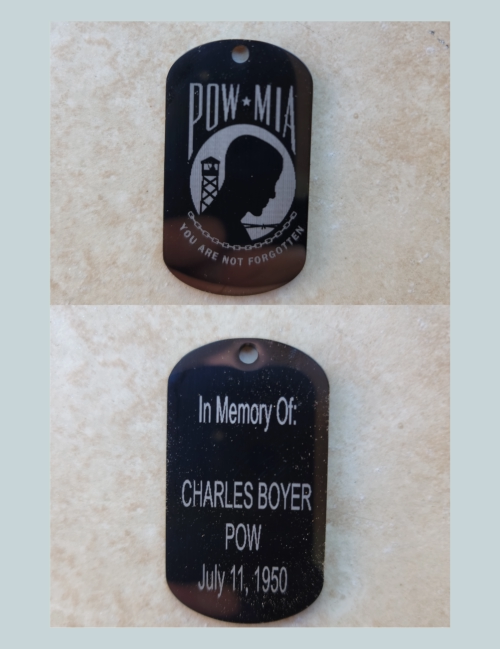 POW★MIA
YOU ARE NOT FORGOTTEN
In Memory Of:
CHARLES BOYER
POW
July 11, 1950